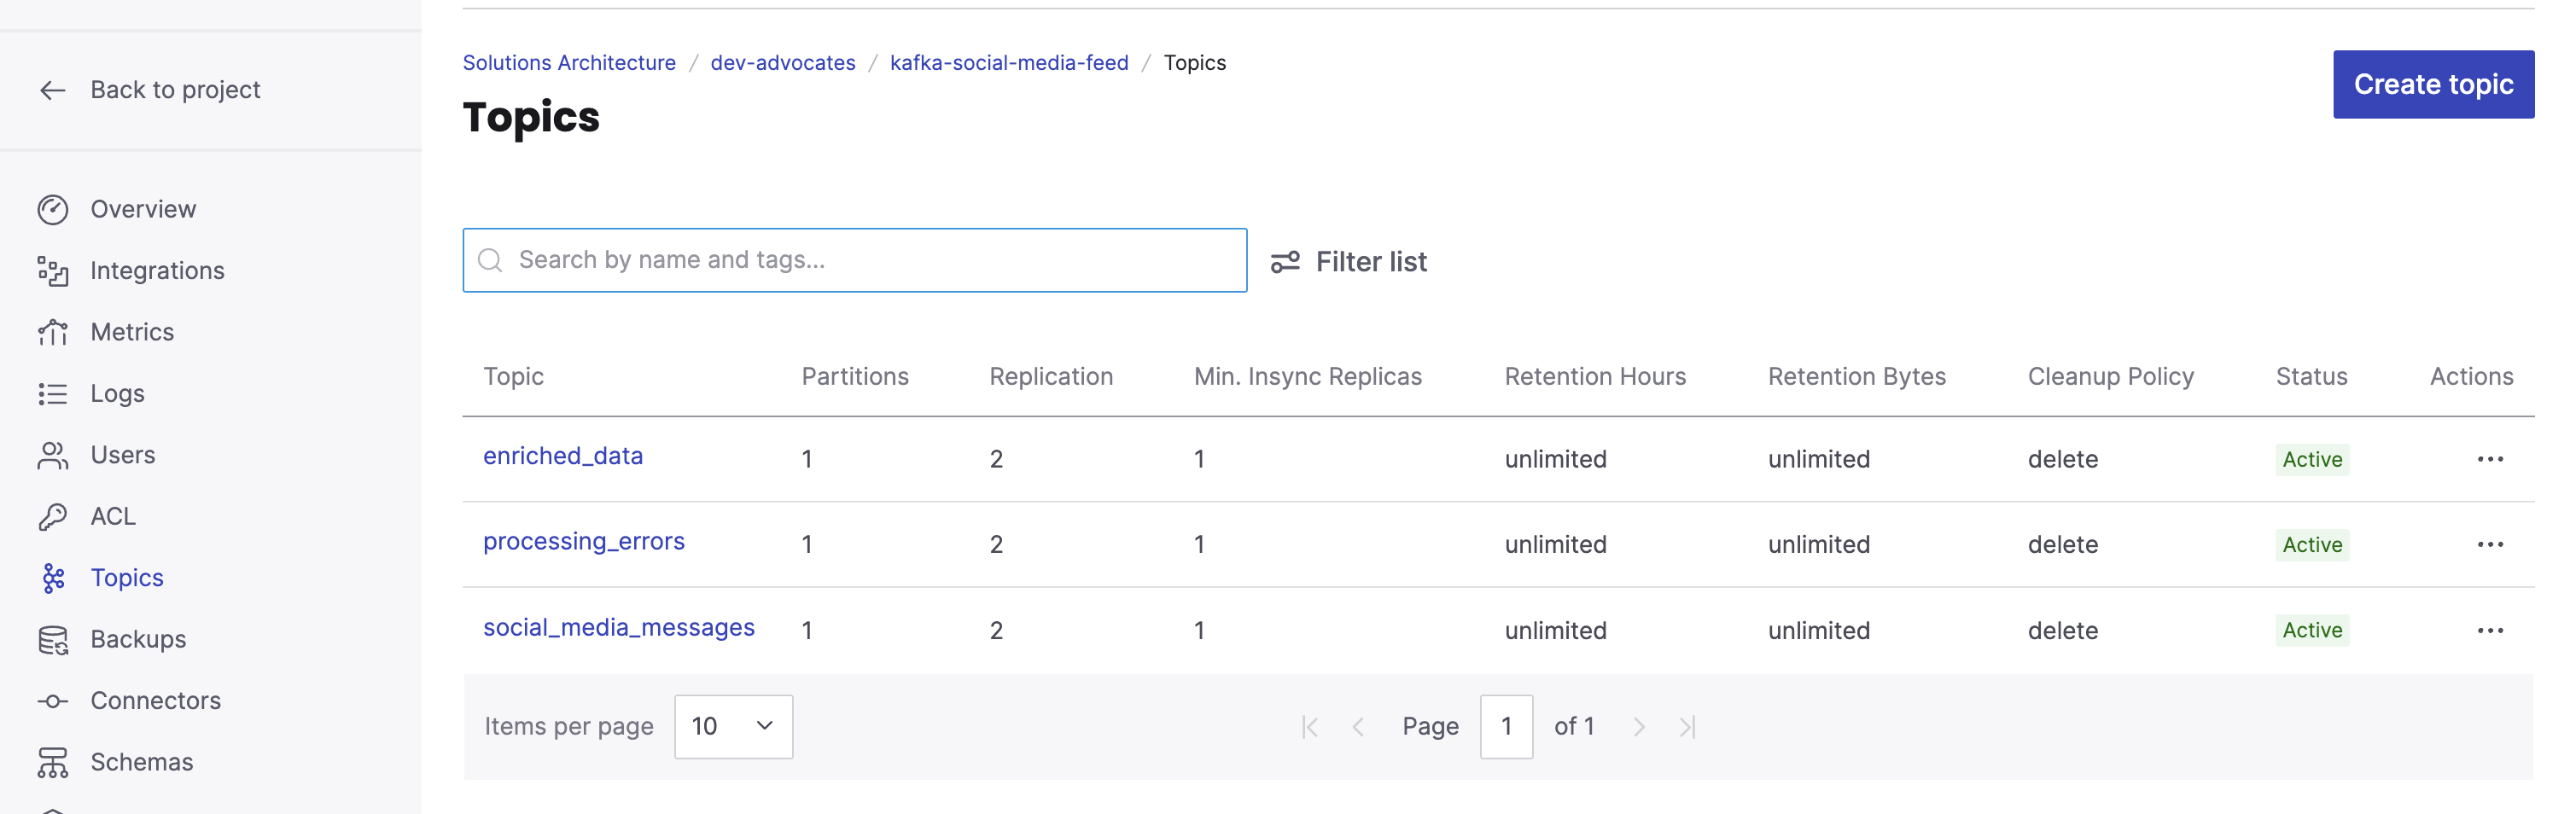 Back to project
Overview
Integrations
Metrics
Logs
Users
ACL
Topics
Backups
Connectors
Schemas
Solutions Architecture / dev-advocates / kafka-social-media-feed / Topics
Topics
Create topic
Search by name and tags...
Filter list
Topic Partitions Replication Min. Insync Replicas Retention Hours Retention Bytes Cleanup Policy Status Actions
enriched_data 1 2 1 unlimited unlimited delete Active ...
processing_errors 1 2 1 unlimited unlimited delete Active ...
social_media_messages 1 2 1 unlimited unlimited delete Active ...
Items per page 10 Page 1 of 1